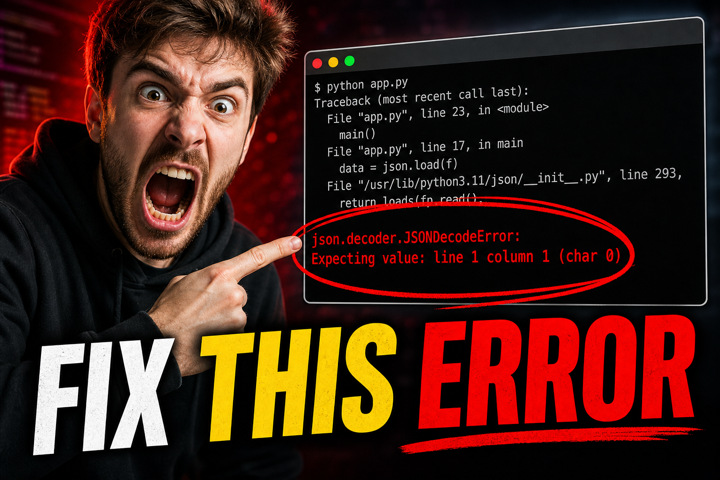 $ python app.py
Traceback (most recent call last):
  File "app.py", line 23, in <module>
    main()
  File "app.py", line 17, in main
    data = json.load(f)
  File "/usr/lib/python3.11/json/__init__.py", line 293,
    return loads(fp.read(),
json.decoder.JSONDecodeError:
Expecting value: line 1 column 1 (char 0)
FIX THIS ERROR